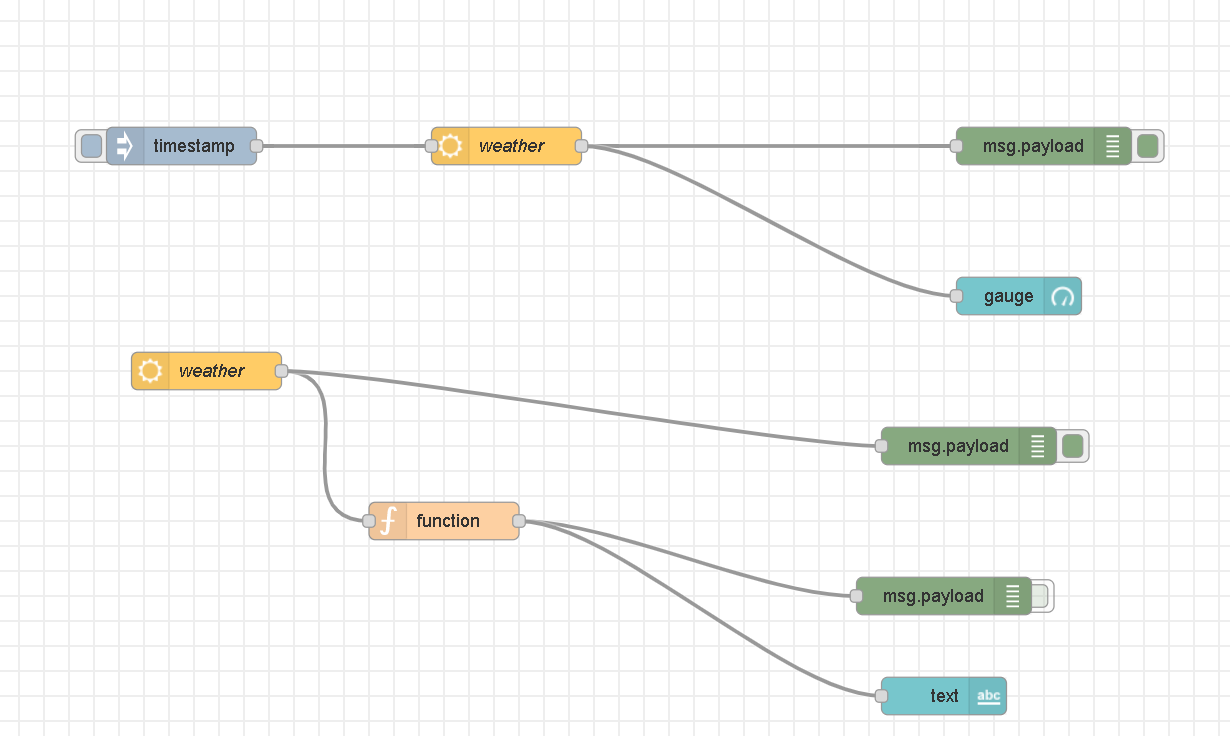 timestamp
weather
msg.payload
gauge
weather
msg.payload
function
msg.payload
text
abc